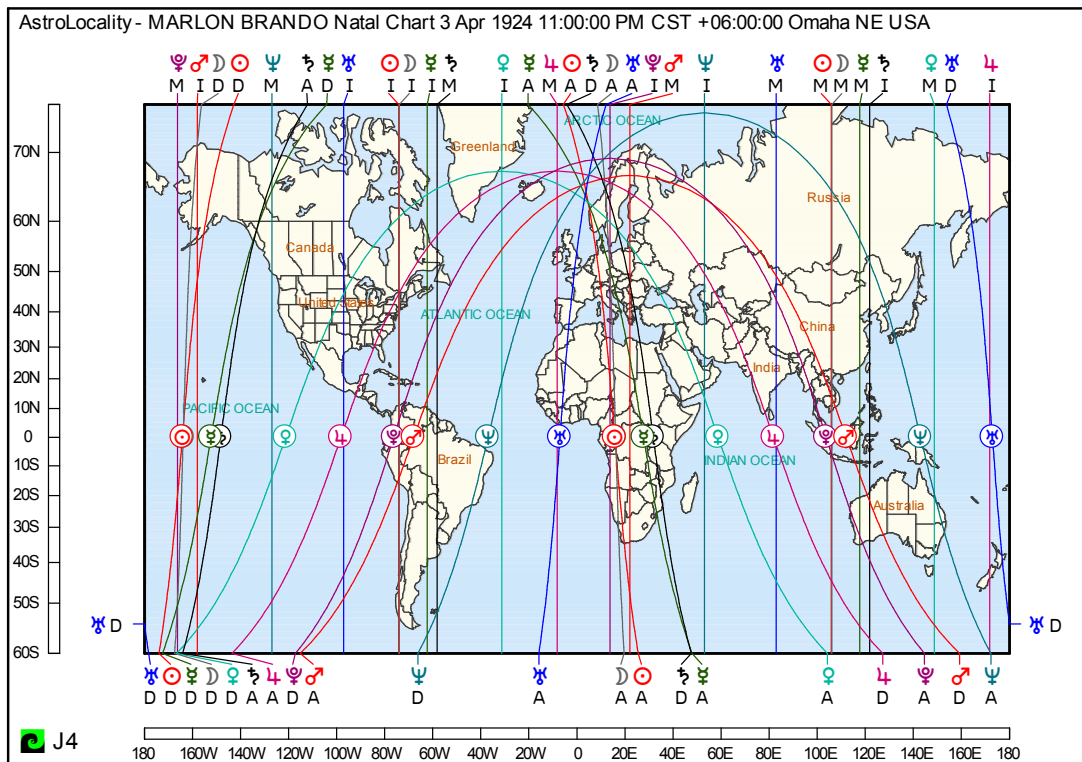 AstroLocality - MARLON BRANDO Natal Chart 3 Apr 1924 11:00:00 PM CST +06:00:00 Omaha NE USA
♇ ♂ ☽ ☉ ♆ ♄ ☿ ♅ ☉ ☽ ☿ ♄ ♀ ☿ ♃ ☉ ♄ ☽ ♅ ♇ ♂ ♆ ♅ ☉ ☽ ☿ ♄ ♀ ♅ ♃
M I D D M A D I I I I M I A M A D A A I M I M M M M I M D I
ARCTIC OCEAN
Greenland
70N
Russia
60N
Canada
50N
United States
40N
ATLANTIC OCEAN
China
30N
India
20N
PACIFIC OCEAN
10N
0
☉ ☿ ♄ ♀ ♃ ♇ ♂ ♆ ♅ ☉ ☿ ♄ ♀ ♃ ♇ ♂ ♆ ♅
Brazil
INDIAN OCEAN
10S
20S
Australia
30S
40S
50S
♅ D
♅ D
60S
♅ ☉ ☿ ☽ ♀ ♄ ♃ ♇ ♂ ♆ ♅ ☽ ☉ ♄ ☿ ♀ ♃ ♇ ♂ ♆
D D D D D A A D A D A A A D A A D A D A
J4
180 160W 140W 120W 100W 80W 60W 40W 20W 0 20E 40E 60E 80E 100E 120E 140E 160E 180